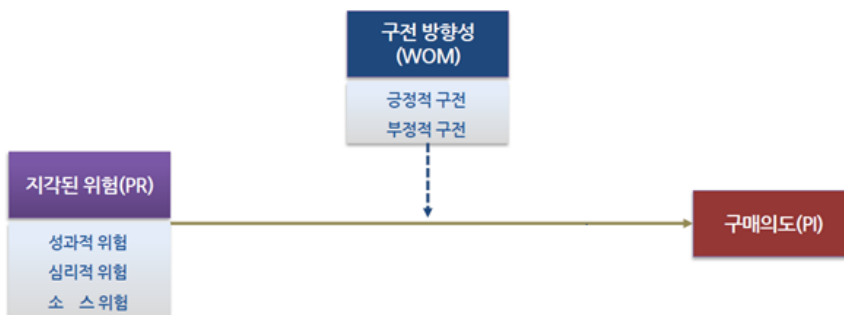 구전 방향성
(WOM)
긍정적 구전
부정적 구전
지각된 위험(PR)
성과적 위험
심리적 위험
소 스 위험
구매의도(PI)